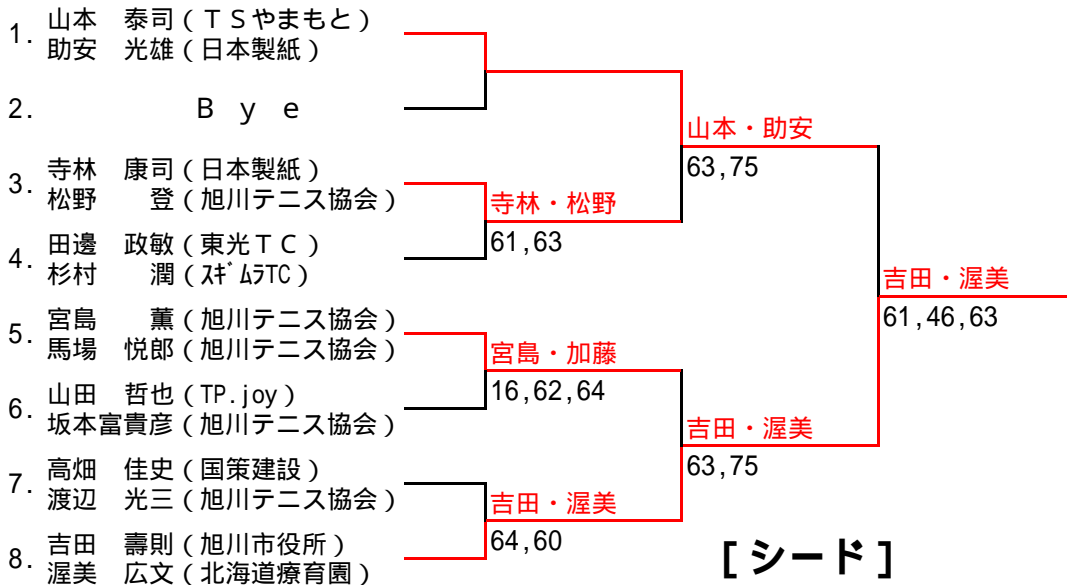 1. 山本 泰司(TSやまもと)
助安 光雄(日本製紙)
2. Bye
3. 寺林 康司(日本製紙)
松野 登(旭川テニス協会)
4. 田邊 政敏(東光TC)
杉村 潤(スギムラTC)
5. 宮島 薫(旭川テニス協会)
馬場 悦郎(旭川テニス協会)
6. 山田 哲也(TP.joy)
坂本富貴彦(旭川テニス協会)
7. 高畑 佳史(国策建設)
渡辺 光三(旭川テニス協会)
8. 吉田 壽則(旭川市役所)
渥美 広文(北海道療育園)
寺林・松野
61,63
宮島・加藤
16,62,64
吉田・渥美
64,60
山本・助安
63,75
吉田・渥美
63,75
吉田・渥美
61,46,63
[シード]